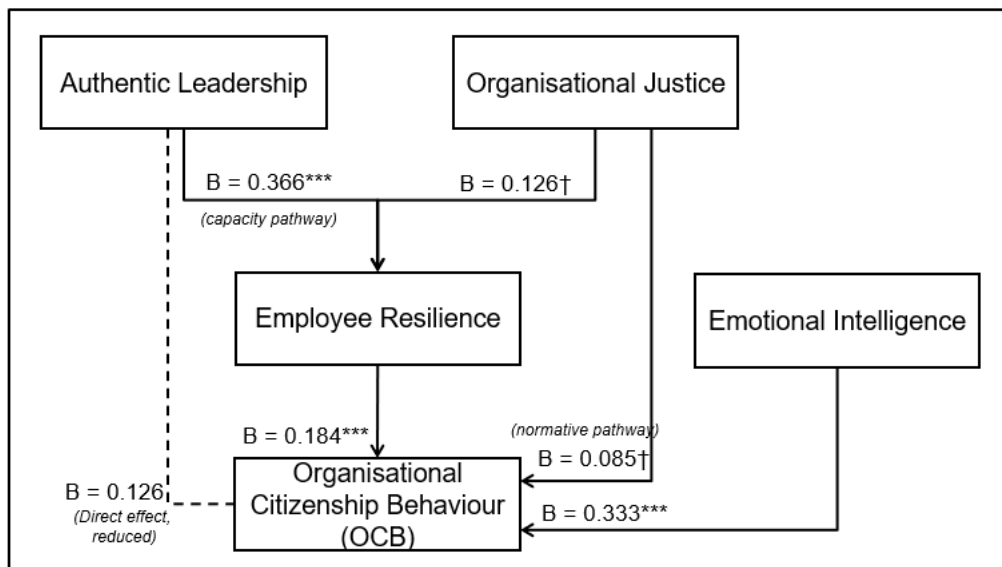 Authentic Leadership
Organisational Justice
B = 0.366***
(capacity pathway)
B = 0.126†
Employee Resilience
Emotional Intelligence
B = 0.184***
(normative pathway)
B = 0.085†
Organisational
Citizenship Behaviour
(OCB)
B = 0.126
(Direct effect,
reduced)
B = 0.333***